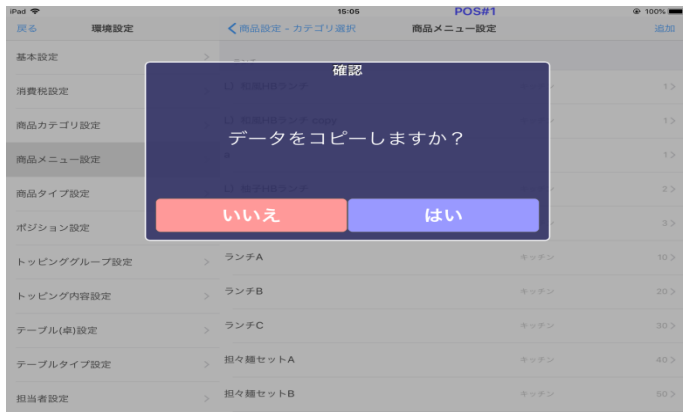 iPad 15:05 POS#1 100%
戻る 環境設定 商品設定 - カテゴリ選択 商品メニュー設定 追加
基本設定
確認
消費税設定 1
商品カテゴリ設定 copy 1
データをコピーしますか？
商品メニュー設定 1
商品タイプ設定 2
いいえ はい
ポジション設定 3
トッピンググループ設定 ランチA キッチン 10
トッピング内容設定 ランチB キッチン 20
テーブル(卓)設定 ランチC キッチン 30
テーブルタイプ設定 担々麺セットA キッチン 40
担当者設定 担々麺セットB キッチン 50